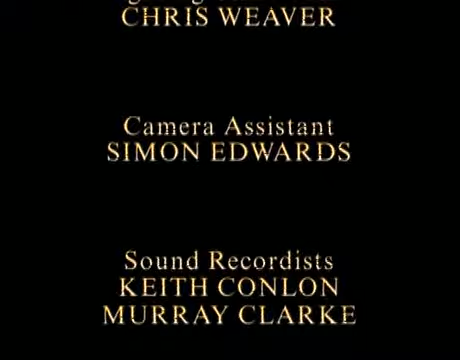 CHRIS WEAVER
Camera Assistant
SIMON EDWARDS
Sound Recordists
KEITH CONLON
MURRAY CLARKE